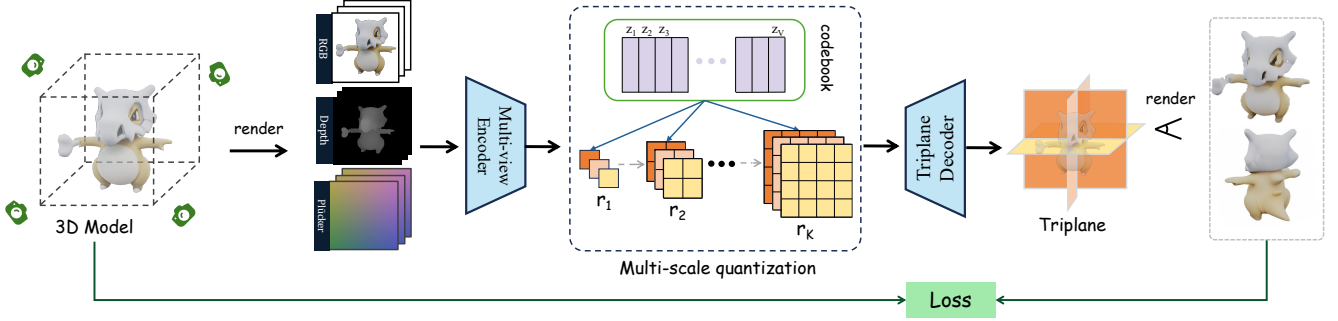 3D Model
render
RGB
Depth
Plücker
Multi-view
Encoder
z1 z2 z3 zV
codebook
r1
r2
rK
Multi-scale quantization
Triplane
Decoder
Triplane
render
Loss